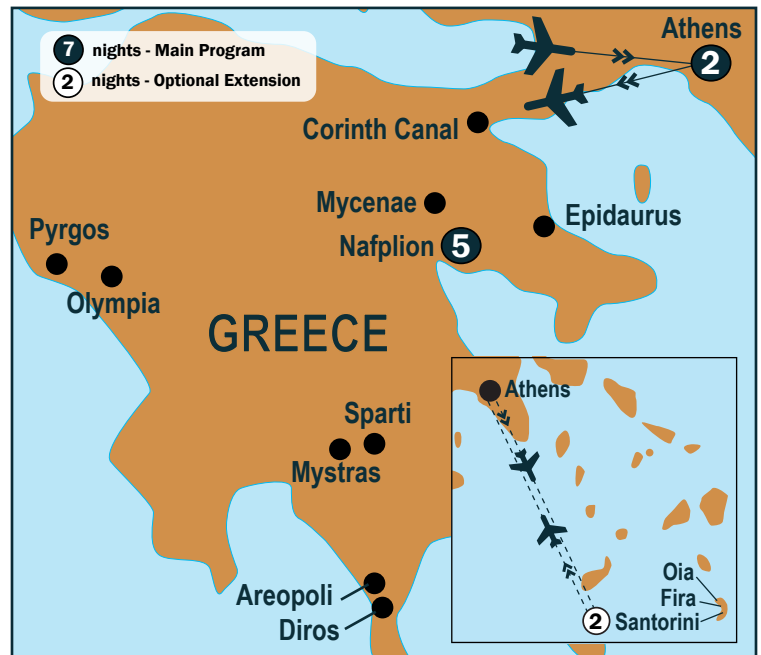 7 nights - Main Program
2 nights - Optional Extension
Athens
2
Corinth Canal
Mycenae
Epidaurus
Nafplion 5
Pyrgos
Olympia
GREECE
Sparti
Mystras
Areopoli
Diros
Athens
Oia
Fira
2 Santorini